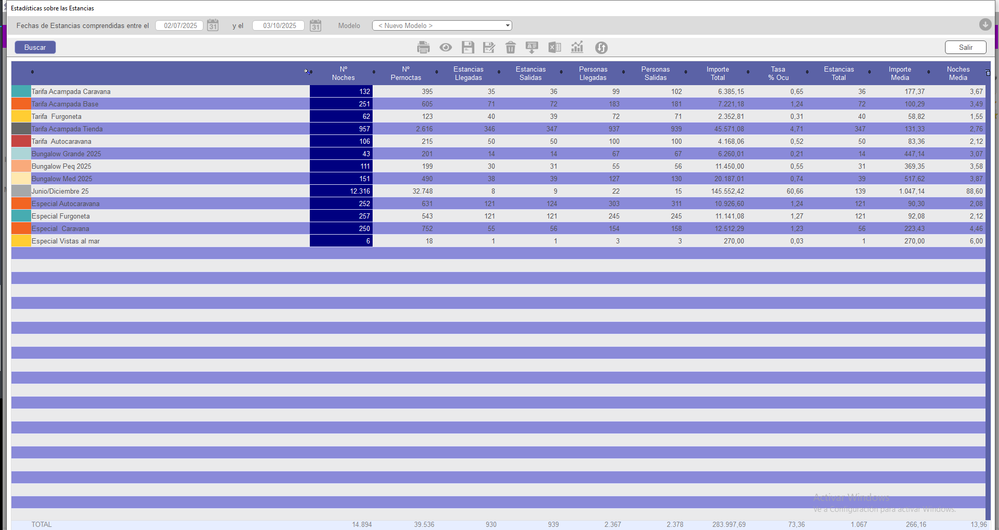 Estadísticas sobre las Estancias
Fechas de Estancias comprendidas entre el 02/07/2025 31 y el 03/10/2025 31 Modelo < Nuevo Modelo >
Buscar Salir
Nº Noches Nº Pernoctas Estancias Llegadas Estancias Salidas Personas Llegadas Personas Salidas Importe Total Tasa % Ocu Estancias Total Importe Media Noches Media
Tarifa Acampada Caravana 132 395 35 36 99 102 6.385,15 0,65 36 177,37 3,67
Tarifa Acampada Base 251 605 71 72 183 181 7.221,18 1,24 72 100,29 3,49
Tarifa Furgoneta 62 123 40 39 72 71 2.352,81 0,31 40 58,82 1,55
Tarifa Acampada Tienda 957 2.616 346 347 937 939 45.571,08 4,71 347 131,33 2,76
Tarifa Autocaravana 106 215 50 50 100 100 4.168,06 0,52 50 83,36 2,12
Bungalow Grande 2025 43 201 14 14 67 67 6.260,01 0,21 14 447,14 3,07
Bungalow Peq 2025 111 199 30 31 55 56 11.450,00 0,55 31 369,35 3,58
Bungalow Med 2025 151 490 38 39 127 130 20.187,01 0,74 39 517,62 3,87
Junio/Diciembre 25 12.316 32.748 8 9 22 15 145.552,42 60,66 139 1.047,14 88,60
Especial Autocaravana 252 631 121 124 303 311 10.926,60 1,24 121 90,30 2,08
Especial Furgoneta 257 543 121 121 245 245 11.141,08 1,27 121 92,08 2,12
Especial Caravana 250 752 55 56 154 158 12.512,29 1,23 56 223,43 4,46
Especial Vistas al mar 6 18 1 1 3 3 270,00 0,03 1 270,00 6,00
Activar Windows
Ve a Configuración para activar Windows.
TOTAL 14.894 39.536 930 939 2.367 2.378 283.997,69 73,36 1.067 266,16 13,96